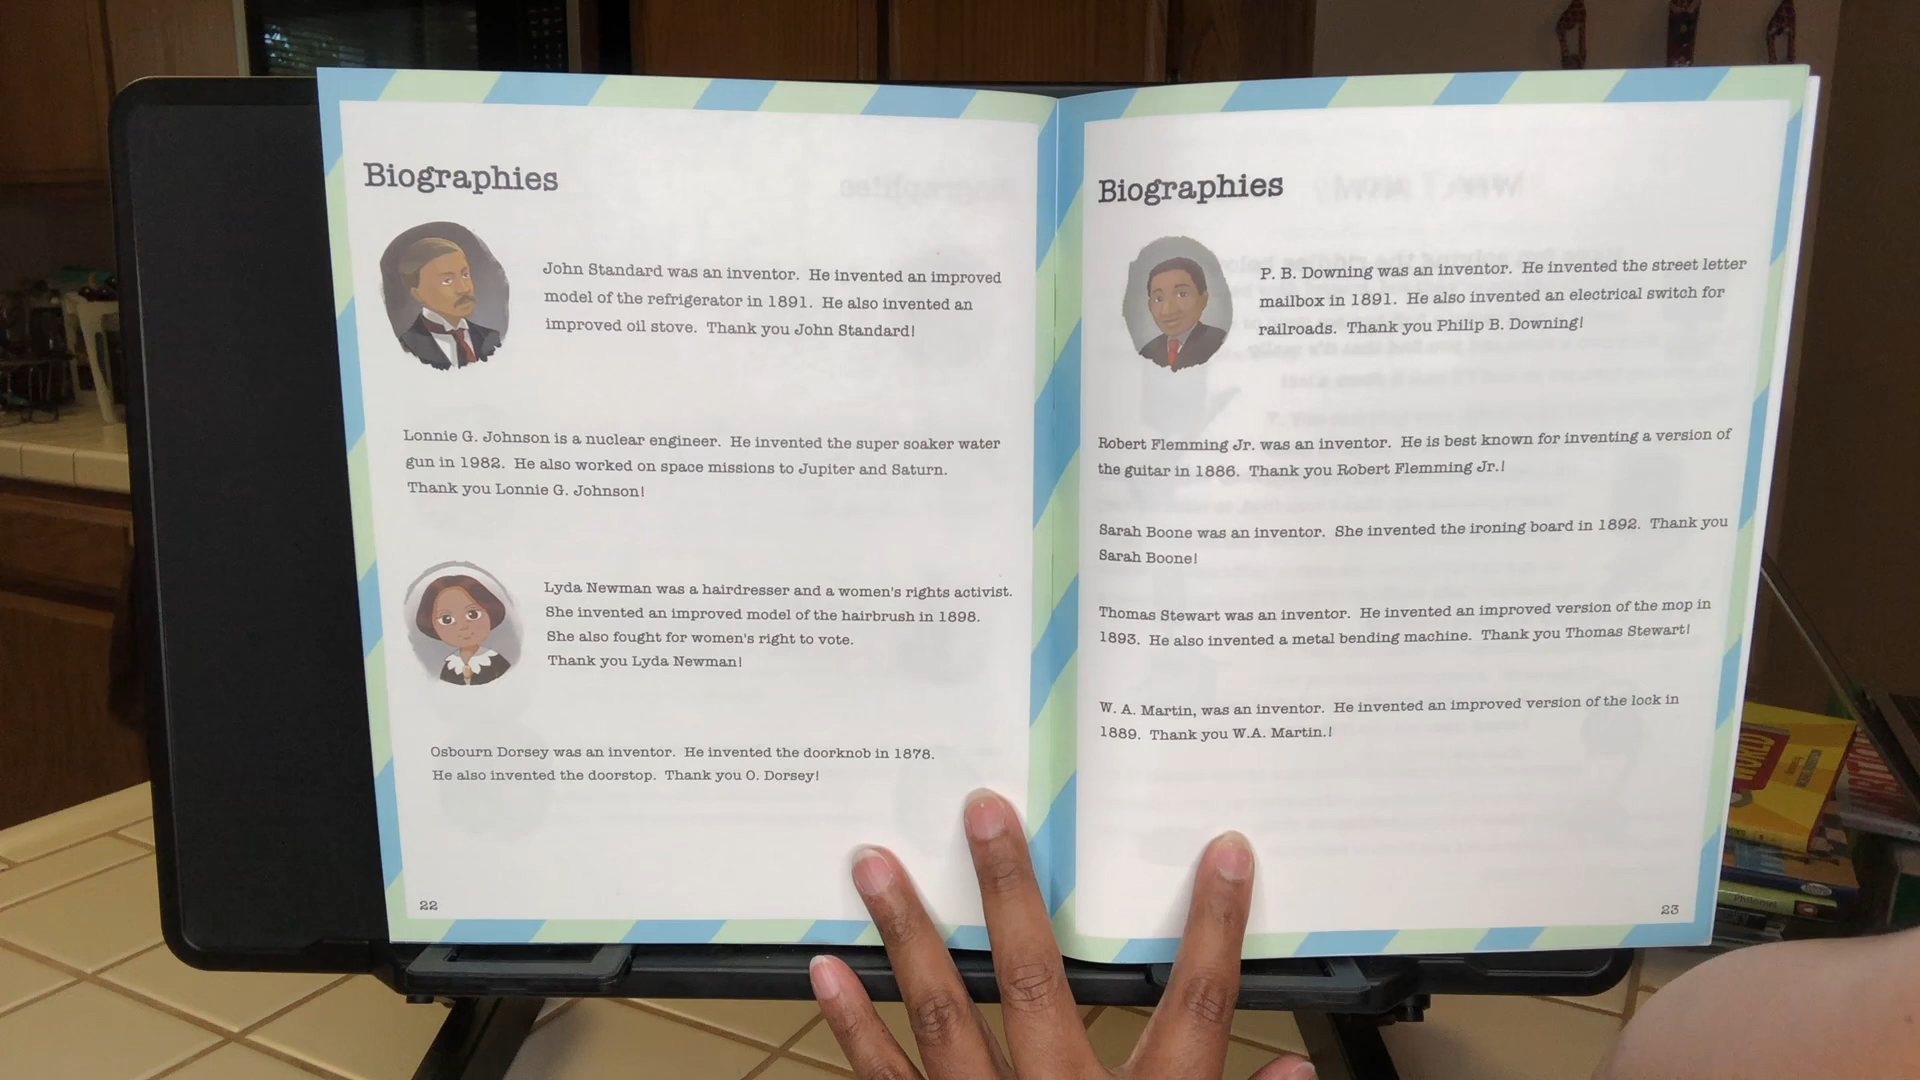 Biographies
John Standard was an inventor. He invented an improved
model of the refrigerator in 1891. He also invented an
improved oil stove. Thank you John Standard!
Lonnie G. Johnson is a nuclear engineer. He invented the super soaker water
gun in 1982. He also worked on space missions to Jupiter and Saturn.
Thank you Lonnie G. Johnson!
Lyda Newman was a hairdresser and a women's rights activist.
She invented an improved model of the hairbrush in 1898.
She also fought for women's right to vote.
Thank you Lyda Newman!
Osbourn Dorsey was an inventor. He invented the doorknob in 1878.
He also invented the doorstop. Thank you O. Dorsey!
22
Biographies
P. B. Downing was an inventor. He invented the street letter
mailbox in 1891. He also invented an electrical switch for
railroads. Thank you Philip B. Downing!
Robert Flemming Jr. was an inventor. He is best known for inventing a version of
the guitar in 1886. Thank you Robert Flemming Jr.!
Sarah Boone was an inventor. She invented the ironing board in 1892. Thank you
Sarah Boone!
Thomas Stewart was an inventor. He invented an improved version of the mop in
1893. He also invented a metal bending machine. Thank you Thomas Stewart!
W. A. Martin, was an inventor. He invented an improved version of the lock in
1889. Thank you W.A. Martin.!
23
WORLD
Philomel